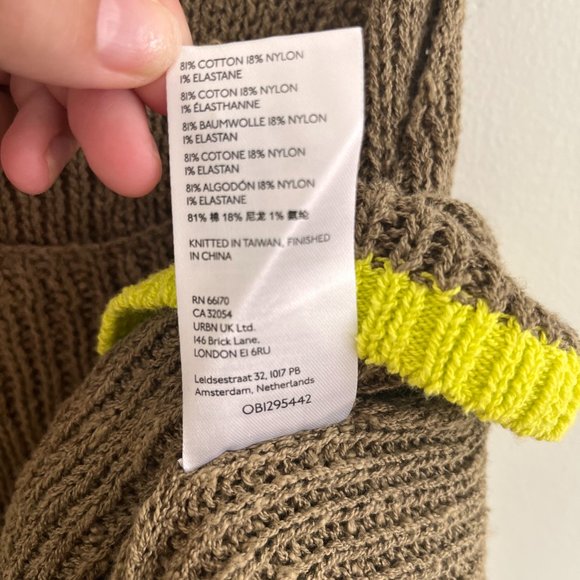 81% COTTON 18% NYLON
1% ELASTANE
81% COTON 18% NYLON
1% ÉLASTHANNE
81% BAUMWOLLE 18% NYLON
1% ELASTAN
81% COTONE 18% NYLON
1% ELASTAN
81% ALGODÓN 18% NYLON
1% ELASTANE
81% 棉 18% 尼龙 1% 氨纶
KNITTED IN TAIWAN, FINISHED
IN CHINA
RN 66170
CA 32054
URBN UK Ltd.
146 Brick Lane,
LONDON E1 6RU
Leidsestraat 32, 1017 PB
Amsterdam, Netherlands
OB1295442